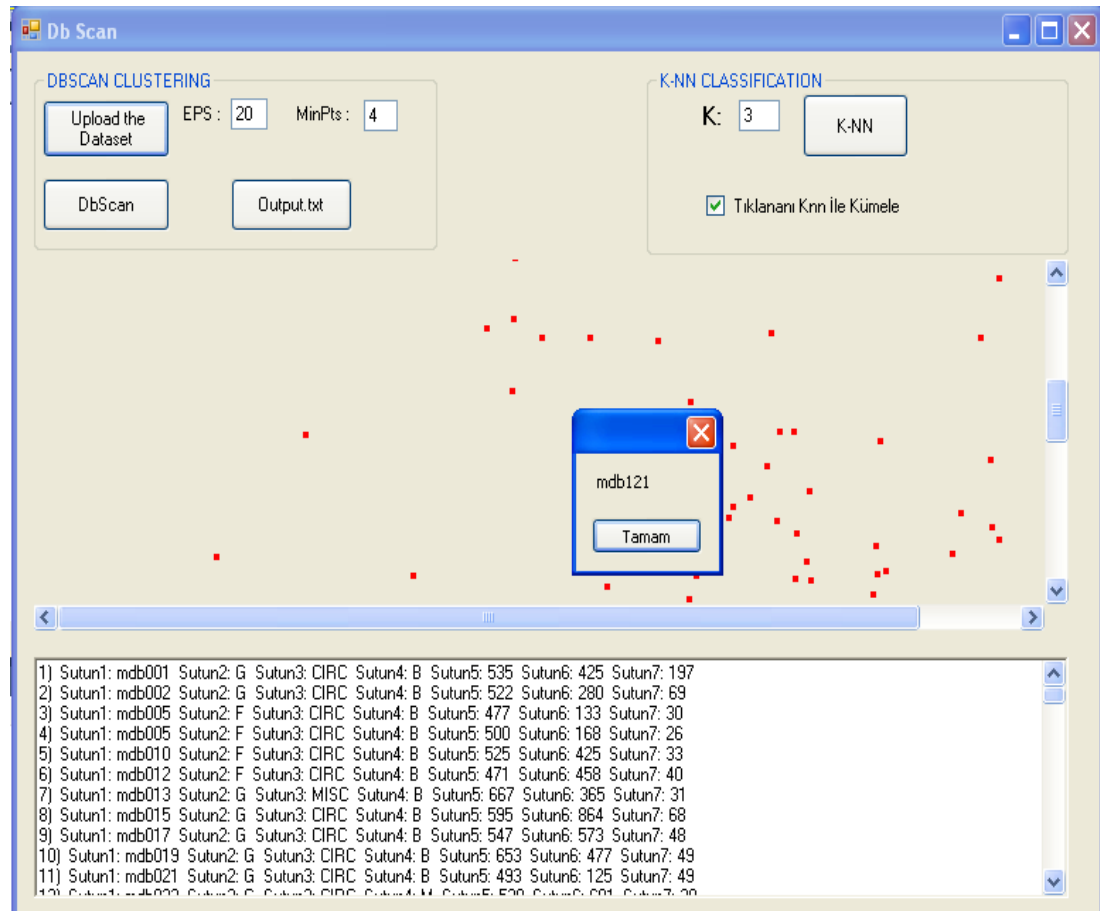 Db Scan
DBSCAN CLUSTERING
Upload the
Dataset
EPS : 20 MinPts : 4
DbScan
Output.txt
K-NN CLASSIFICATION
K: 3
K-NN
Tıklananı Knn İle Kümele
mdb121
Tamam
1) Sutun1: mdb001 Sutun2: G Sutun3: CIRC Sutun4: B Sutun5: 535 Sutun6: 425 Sutun7: 197
2) Sutun1: mdb002 Sutun2: G Sutun3: CIRC Sutun4: B Sutun5: 522 Sutun6: 280 Sutun7: 69
3) Sutun1: mdb005 Sutun2: F Sutun3: CIRC Sutun4: B Sutun5: 477 Sutun6: 133 Sutun7: 30
4) Sutun1: mdb005 Sutun2: F Sutun3: CIRC Sutun4: B Sutun5: 500 Sutun6: 168 Sutun7: 26
5) Sutun1: mdb010 Sutun2: F Sutun3: CIRC Sutun4: B Sutun5: 525 Sutun6: 425 Sutun7: 33
6) Sutun1: mdb012 Sutun2: F Sutun3: CIRC Sutun4: B Sutun5: 471 Sutun6: 458 Sutun7: 40
7) Sutun1: mdb013 Sutun2: G Sutun3: MISC Sutun4: B Sutun5: 667 Sutun6: 365 Sutun7: 31
8) Sutun1: mdb015 Sutun2: G Sutun3: CIRC Sutun4: B Sutun5: 595 Sutun6: 864 Sutun7: 68
9) Sutun1: mdb017 Sutun2: G Sutun3: CIRC Sutun4: B Sutun5: 547 Sutun6: 573 Sutun7: 48
10) Sutun1: mdb019 Sutun2: G Sutun3: CIRC Sutun4: B Sutun5: 653 Sutun6: 477 Sutun7: 49
11) Sutun1: mdb021 Sutun2: G Sutun3: CIRC Sutun4: B Sutun5: 493 Sutun6: 125 Sutun7: 49